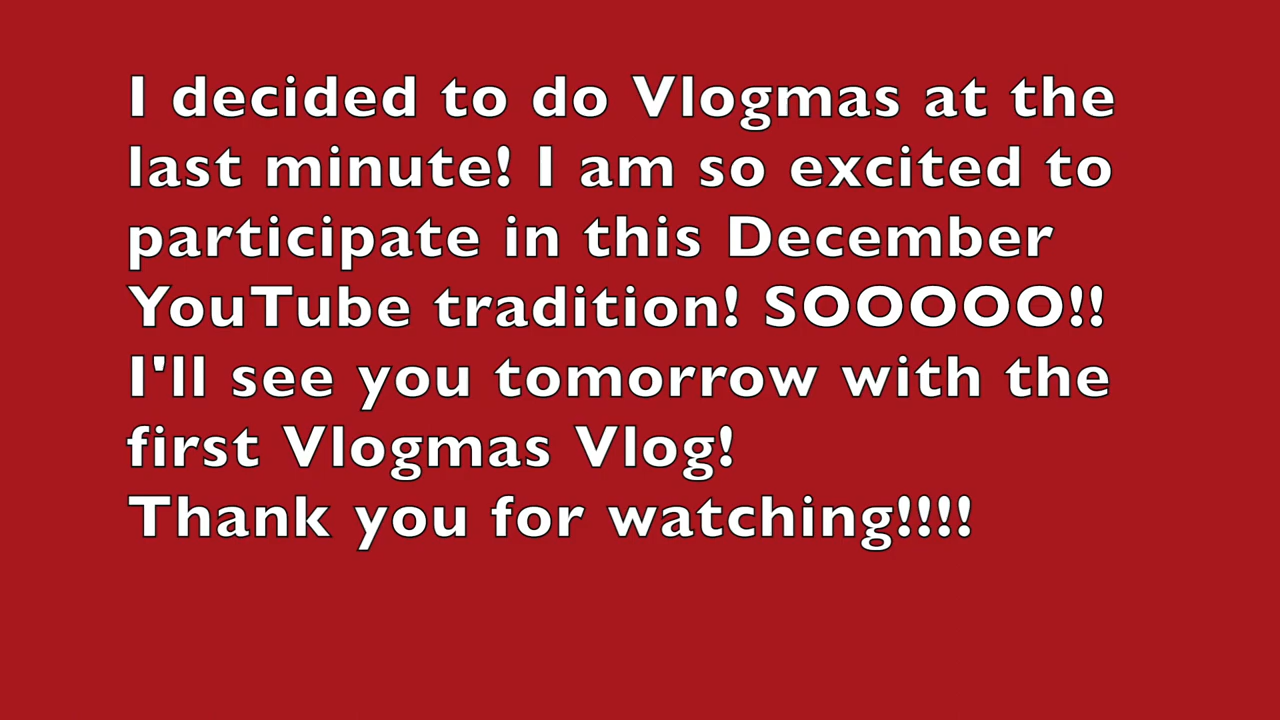 I decided to do Vlogmas at the
last minute! I am so excited to
participate in this December
YouTube tradition! SOOOOO!!
I'll see you tomorrow with the
first Vlogmas Vlog!
Thank you for watching!!!!